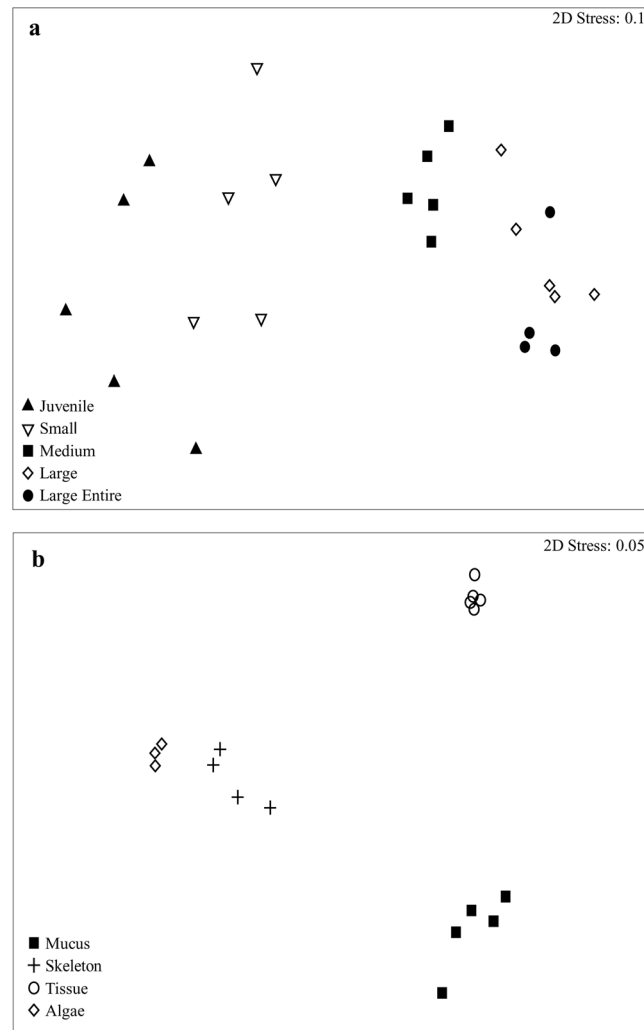 a
2D Stress: 0.1
Juvenile
Small
Medium
Large
Large Entire
b
2D Stress: 0.05
Mucus
Skeleton
Tissue
Algae